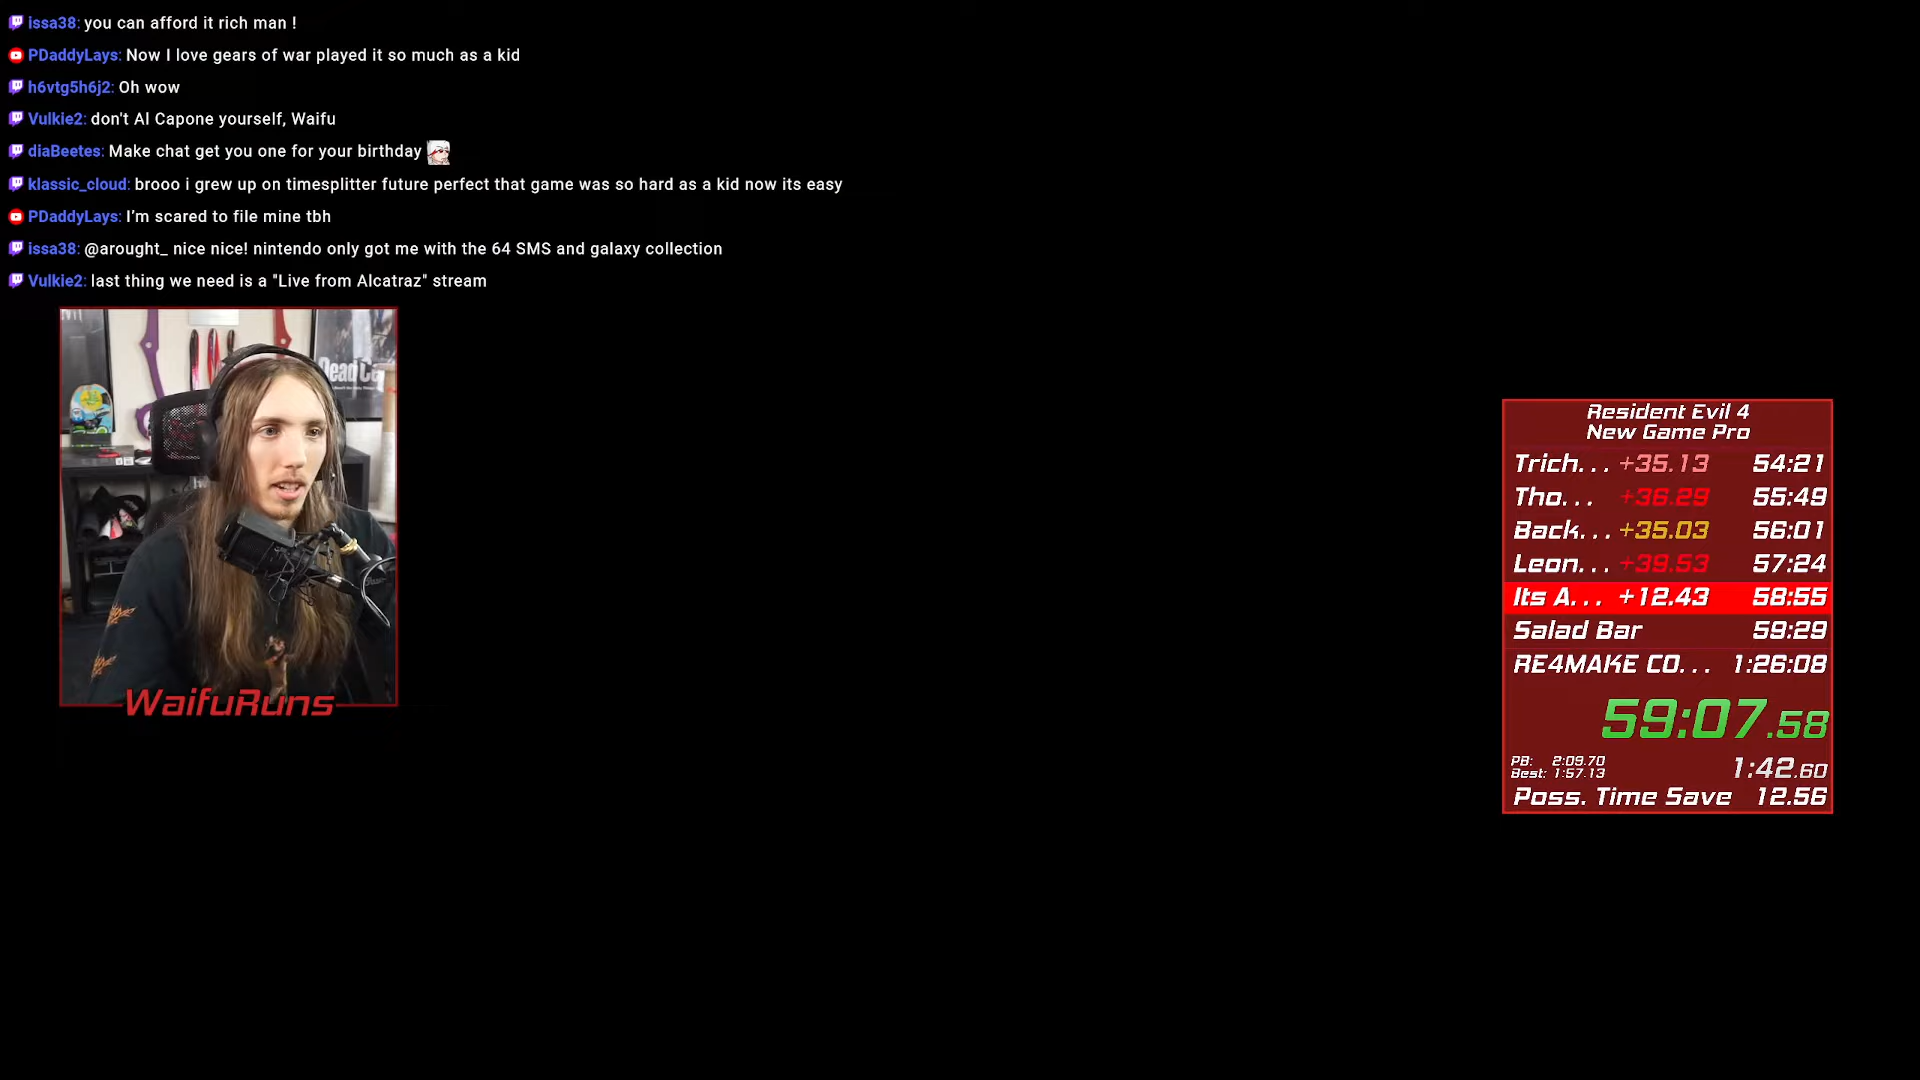 issa38: you can afford it rich man !
PDaddyLays: Now I love gears of war played it so much as a kid
h6vtg5h6j2: Oh wow
Vulkie2: don't Al Capone yourself, Waifu
diaBeetes: Make chat get you one for your birthday
klassic_cloud: brooo i grew up on timesplitter future perfect that game was so hard as a kid now its easy
PDaddyLays: I’m scared to file mine tbh
issa38: @arought_ nice nice! nintendo only got me with the 64 SMS and galaxy collection
Vulkie2: last thing we need is a "Live from Alcatraz" stream
WaifuRuns
Resident Evil 4
New Game Pro
Trich... +35.13 54:21
Tho... +36.29 55:49
Back... +35.03 56:01
Leon... +39.53 57:24
Its A... +12.43 58:55
Salad Bar 59:29
RE4MAKE CO... 1:26:08
59:07.58
PB: 2:09.70
Best: 1:57.13
1:42.60
Poss. Time Save 12.56